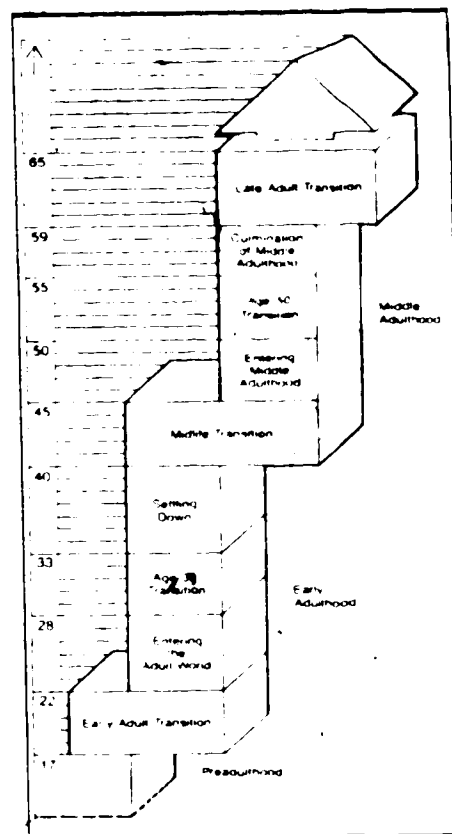 65
Late Adult Transition
59
Culmination
of Middle
Adulthood
55
Age 50
Transition
Middle
Adulthood
50
Entering
Middle
Adulthood
45
Midlife Transition
40
Settling
Down
33
Age
Transition
28
Early
Adulthood
Entering
the
Adult World
22
Early Adult Transition
17
Preadulthood